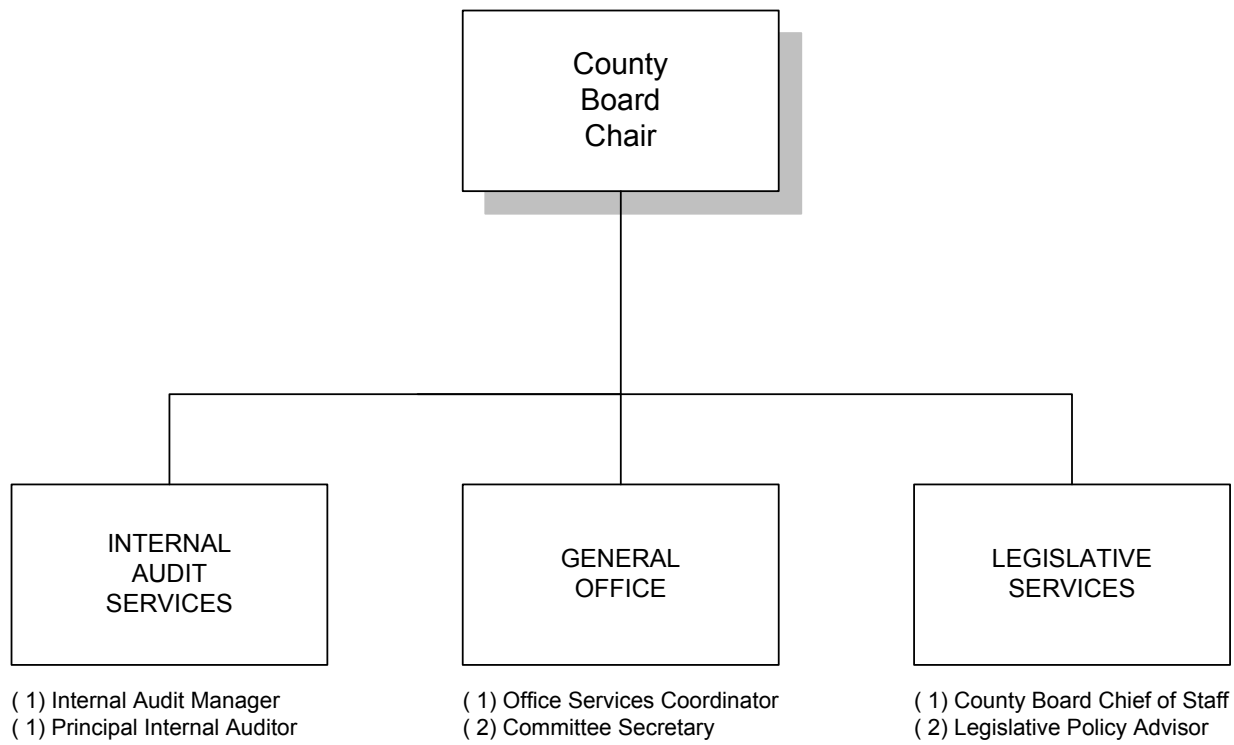 County
Board
Chair
INTERNAL
AUDIT
SERVICES
GENERAL
OFFICE
LEGISLATIVE
SERVICES
( 1) Internal Audit Manager
( 1) Principal Internal Auditor
( 1) Office Services Coordinator
( 2) Committee Secretary
( 1) County Board Chief of Staff
( 2) Legislative Policy Advisor